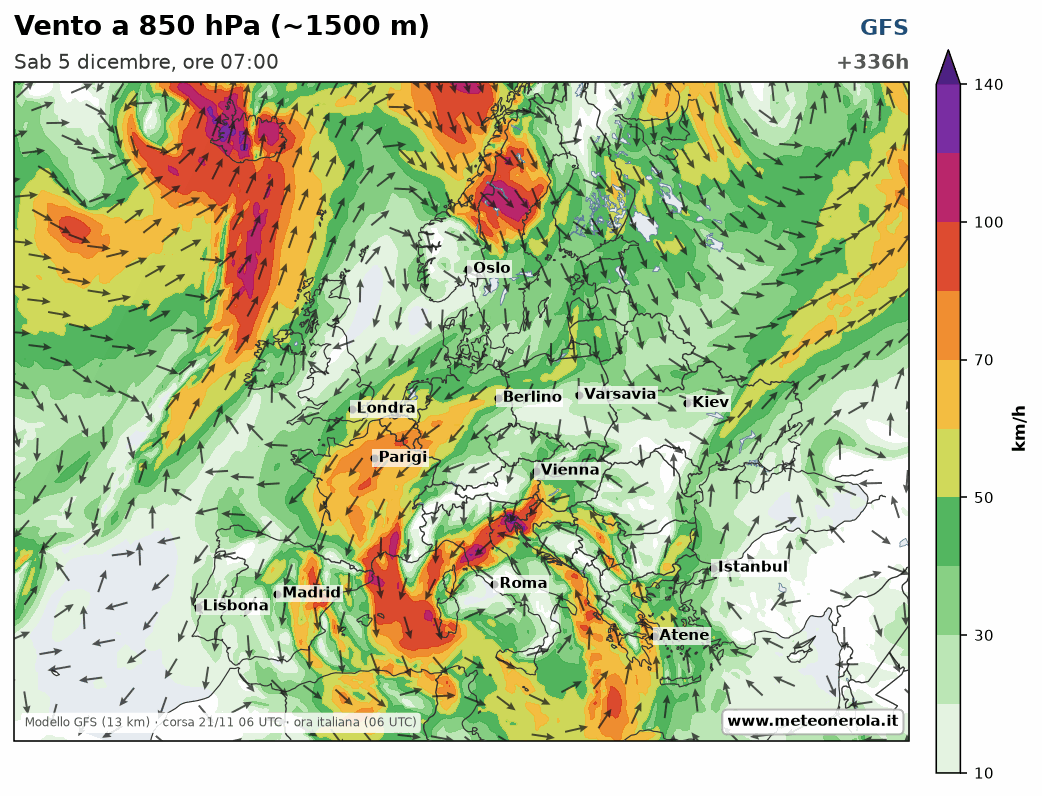 Vento a 850 hPa (~1500 m)
GFS
Sab 5 dicembre, ore 07:00
+336h
140
100
70
50
30
10
km/h
Oslo
Londra
Berlino
Varsavia
Kiev
Parigi
Vienna
Madrid
Lisbona
Roma
Istanbul
Atene
Modello GFS (13 km) · corsa 21/11 06 UTC · ora italiana (06 UTC)
www.meteonerola.it